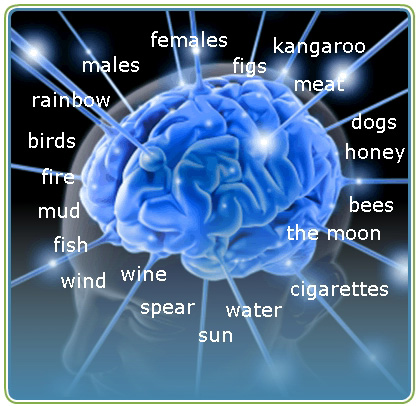 females
kangaroo
males
figs
meat
rainbow
dogs
birds
honey
fire
bees
mud
the moon
fish
wind
wine
cigarettes
spear
water
sun